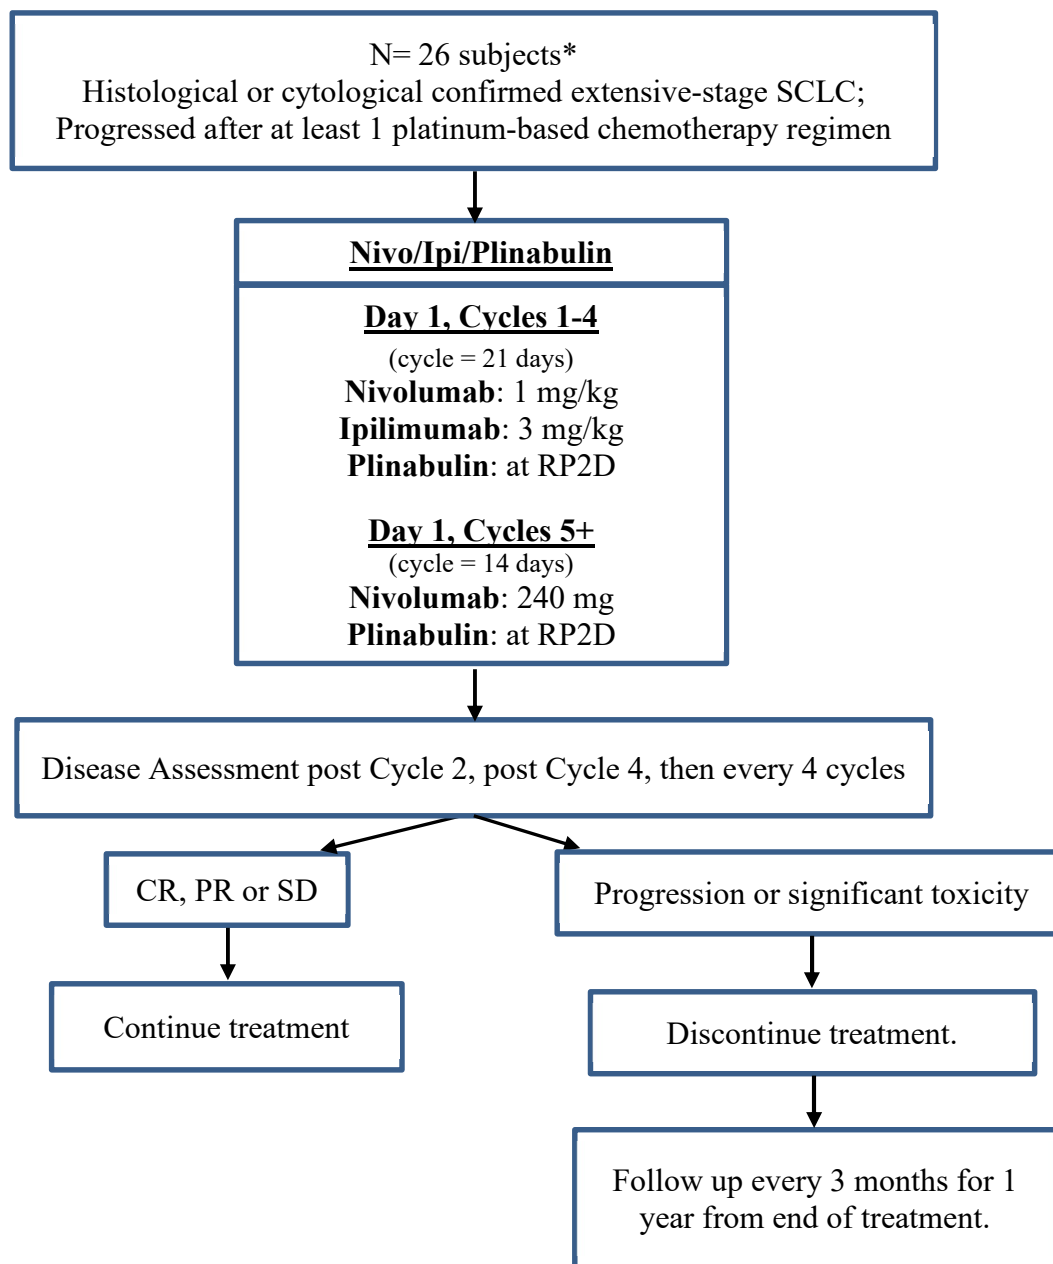 N= 26 subjects*
Histological or cytological confirmed extensive-stage SCLC;
Progressed after at least 1 platinum-based chemotherapy regimen
Nivo/Ipi/Plinabulin
Day 1, Cycles 1-4
(cycle = 21 days)
Nivolumab: 1 mg/kg
Ipilimumab: 3 mg/kg
Plinabulin: at RP2D
Day 1, Cycles 5+
(cycle = 14 days)
Nivolumab: 240 mg
Plinabulin: at RP2D
Disease Assessment post Cycle 2, post Cycle 4, then every 4 cycles
CR, PR or SD
Progression or significant toxicity
Continue treatment
Discontinue treatment.
Follow up every 3 months for 1
year from end of treatment.